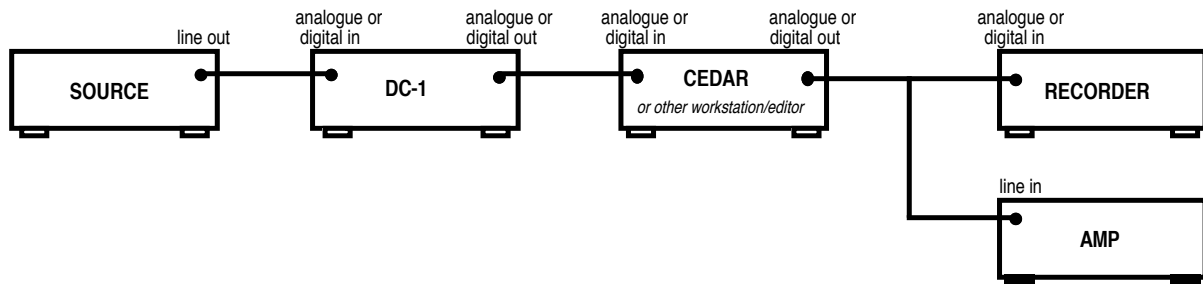 line out
analogue or
digital in
analogue or
digital out
analogue or
digital in
analogue or
digital out
analogue or
digital in
SOURCE
DC-1
CEDAR
or other workstation/editor
RECORDER
line in
AMP